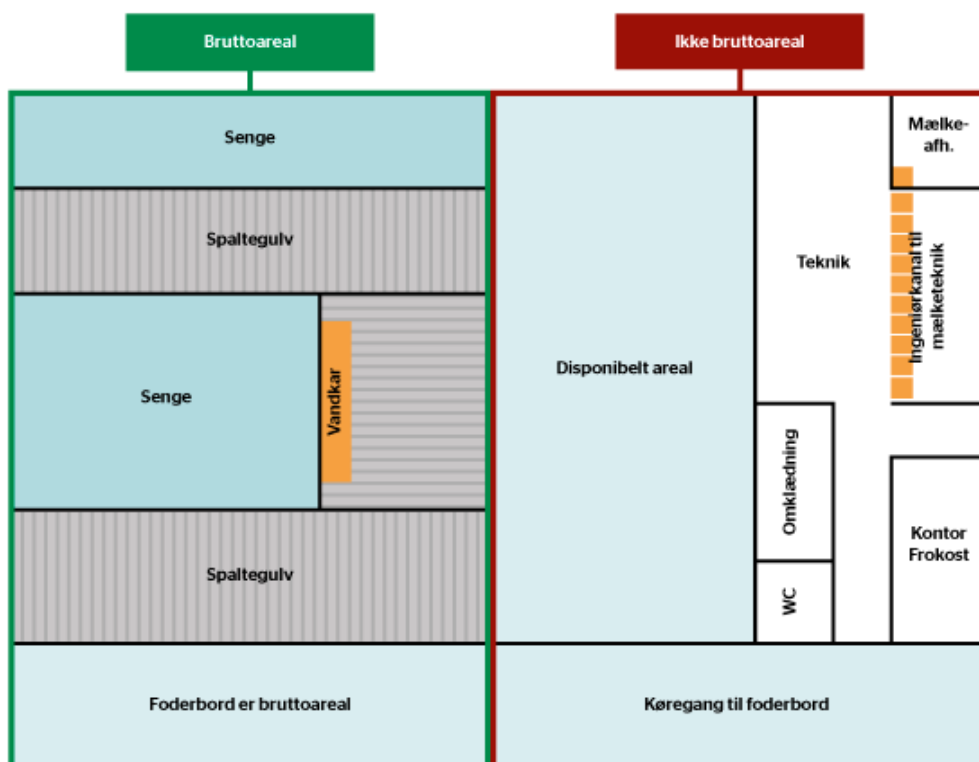 Bruttoareal
Ikke bruttoareal
Senge
Mælke-
afh.
Spaltegulv
Teknik
Ingeniørkanal til
mælketeknik
Disponibelt areal
Senge
Vandkar
Omklædning
Kontor
Frokost
Spaltegulv
WC
Foderbord er bruttoareal
Køregang til foderbord